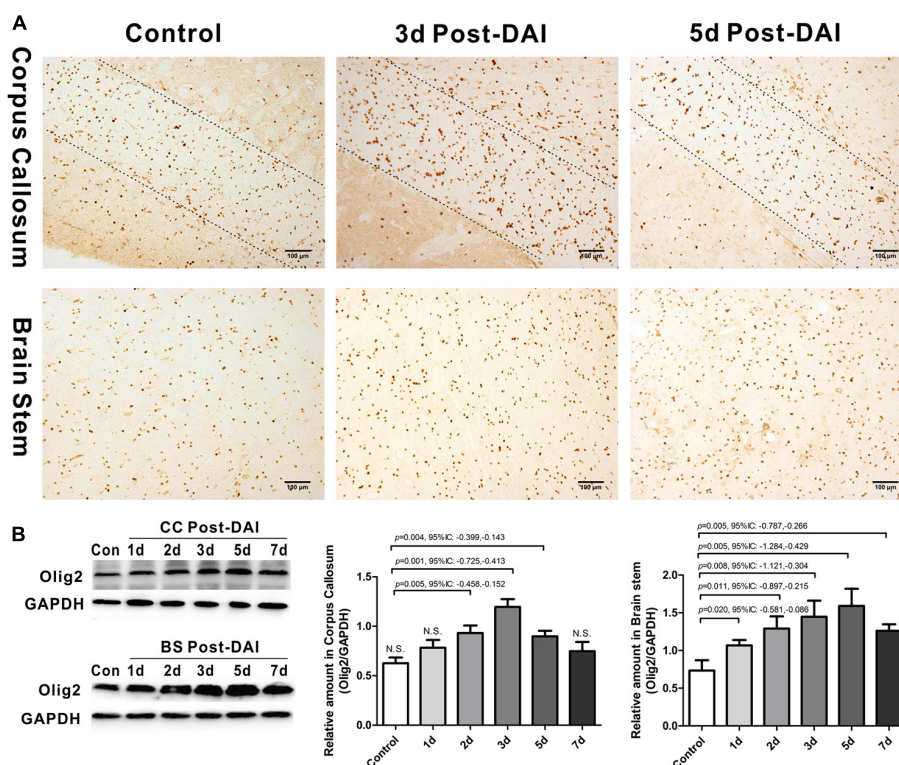 A
Control
3d Post-DAI
5d Post-DAI
Corpus Callosum
100 µm
100 µm
100 µm
Brain Stem
100 µm
100 µm
100 µm
B
CC Post-DAI
Con 1d 2d 3d 5d 7d
Olig2
GAPDH
BS Post-DAI
Con 1d 2d 3d 5d 7d
Olig2
GAPDH
Relative amount in Corpus Callosum
(Olig2/GAPDH)
p=0.004, 95%IC: -0.399,-0.143
p=0.001, 95%IC: -0.725,-0.413
p=0.005, 95%IC: -0.458,-0.152
1.5
1.0
0.5
0.0
N.S.
N.S.
N.S.
Control 1d 2d 3d 5d 7d
Relative amount in Brain stem
(Olig2/GAPDH)
p=0.005, 95%IC: -0.787,-0.266
p=0.005, 95%IC: -1.284,-0.429
p=0.008, 95%IC: -1.121,-0.304
p=0.011, 95%IC: -0.897,-0.215
p=0.020, 95%IC: -0.581,-0.086
2.0
1.5
1.0
0.5
0.0
Control 1d 2d 3d 5d 7d